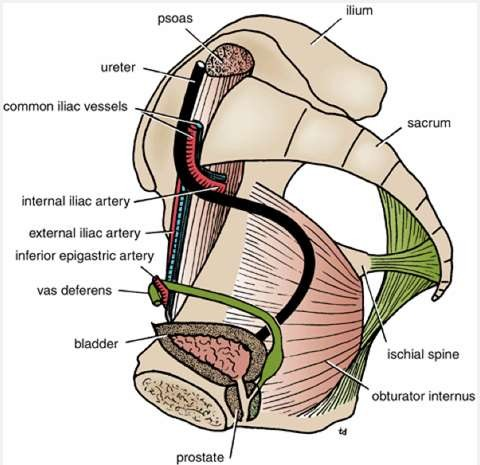 psoas
ilium
ureter
common iliac vessels
sacrum
internal iliac artery
external iliac artery
inferior epigastric artery
vas deferens
bladder
ischial spine
obturator internus
td
prostate